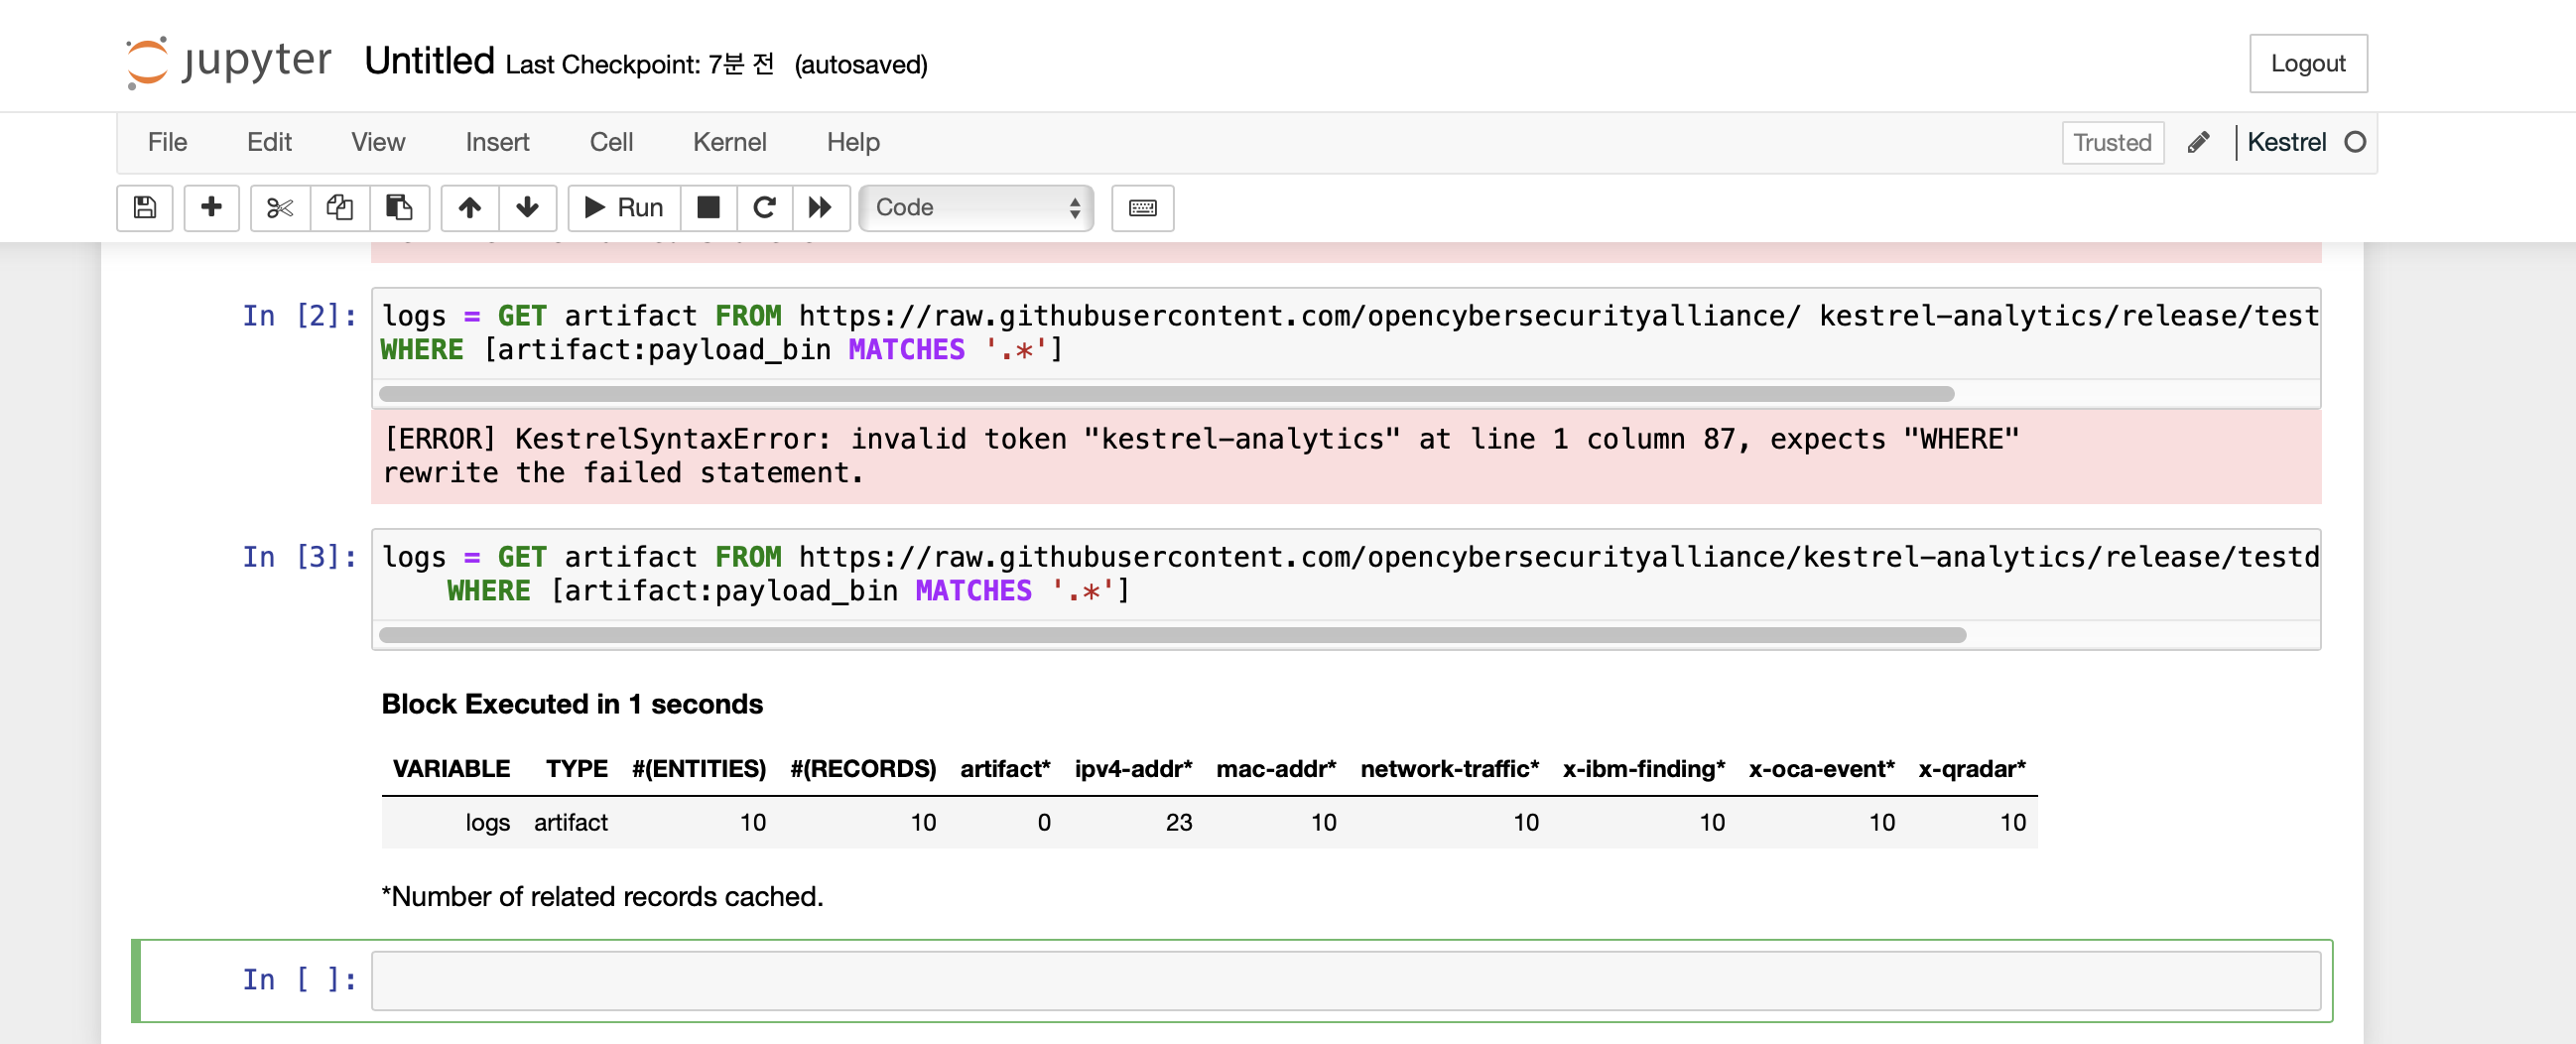 jupyter Untitled Last Checkpoint: 7분 전 (autosaved) Logout
File Edit View Insert Cell Kernel Help Trusted Kestrel
Run Code
In [2]: logs = GET artifact FROM https://raw.githubusercontent.com/opencybersecurityalliance/ kestrel-analytics/release/test
WHERE [artifact:payload_bin MATCHES '.*']
[ERROR] KestrelSyntaxError: invalid token "kestrel-analytics" at line 1 column 87, expects "WHERE"
rewrite the failed statement.
In [3]: logs = GET artifact FROM https://raw.githubusercontent.com/opencybersecurityalliance/kestrel-analytics/release/testd
WHERE [artifact:payload_bin MATCHES '.*']
Block Executed in 1 seconds
VARIABLE TYPE #(ENTITIES) #(RECORDS) artifact* ipv4-addr* mac-addr* network-traffic* x-ibm-finding* x-oca-event* x-qradar*
logs artifact 10 10 0 23 10 10 10 10 10
*Number of related records cached.
In [ ]: